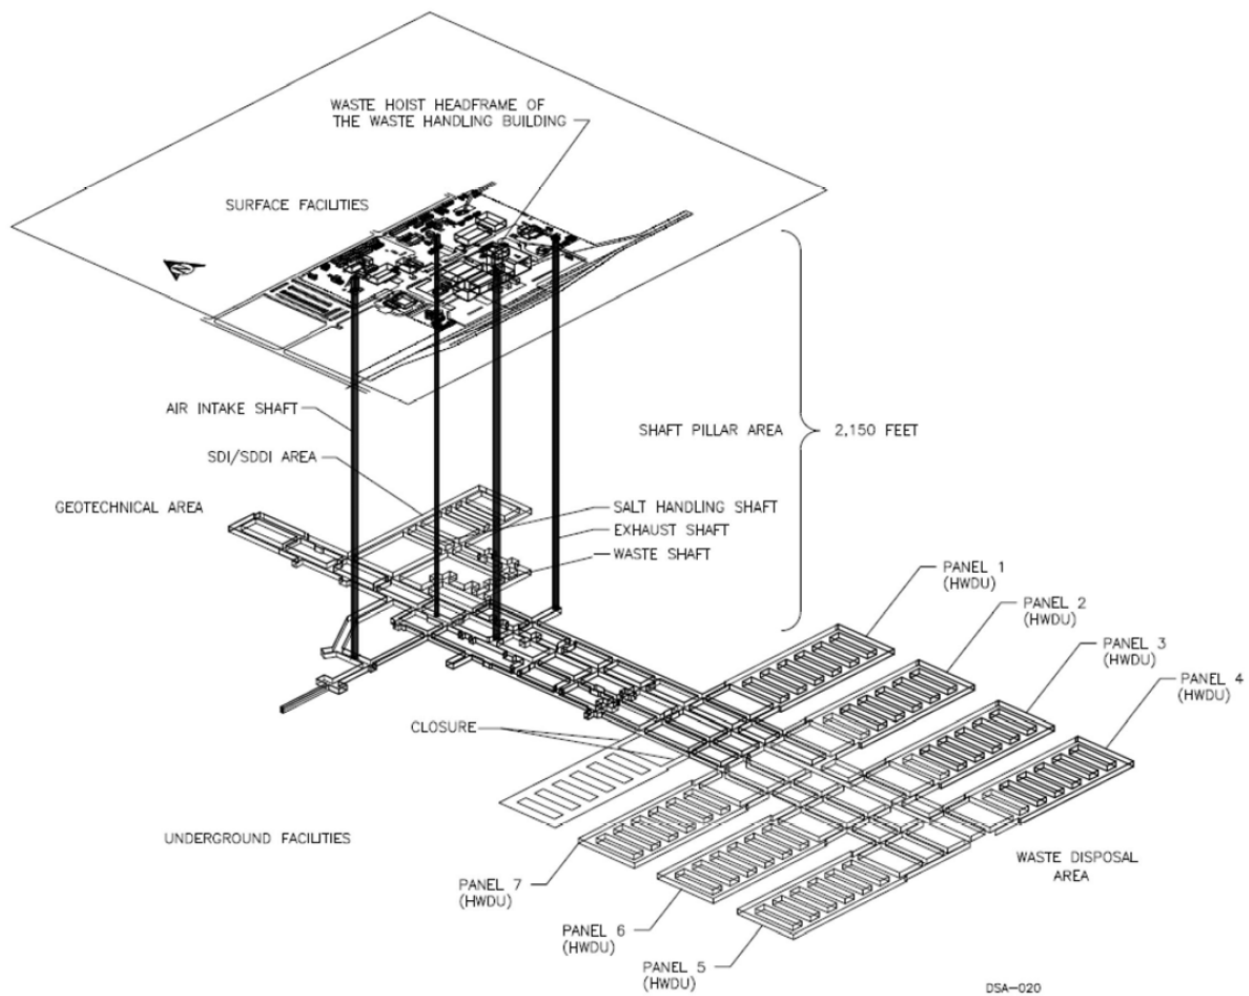 WASTE HOIST HEADFRAME OF
THE WASTE HANDLING BUILDING
SURFACE FACILITIES
AIR INTAKE SHAFT
SHAFT PILLAR AREA
2,150 FEET
SDI/SDDI AREA
GEOTECHNICAL AREA
SALT HANDLING SHAFT
EXHAUST SHAFT
WASTE SHAFT
PANEL 1
(HWDU)
PANEL 2
(HWDU)
PANEL 3
(HWDU)
PANEL 4
(HWDU)
CLOSURE
UNDERGROUND FACILITIES
WASTE DISPOSAL
AREA
PANEL 7
(HWDU)
PANEL 6
(HWDU)
PANEL 5
(HWDU)
DSA-020